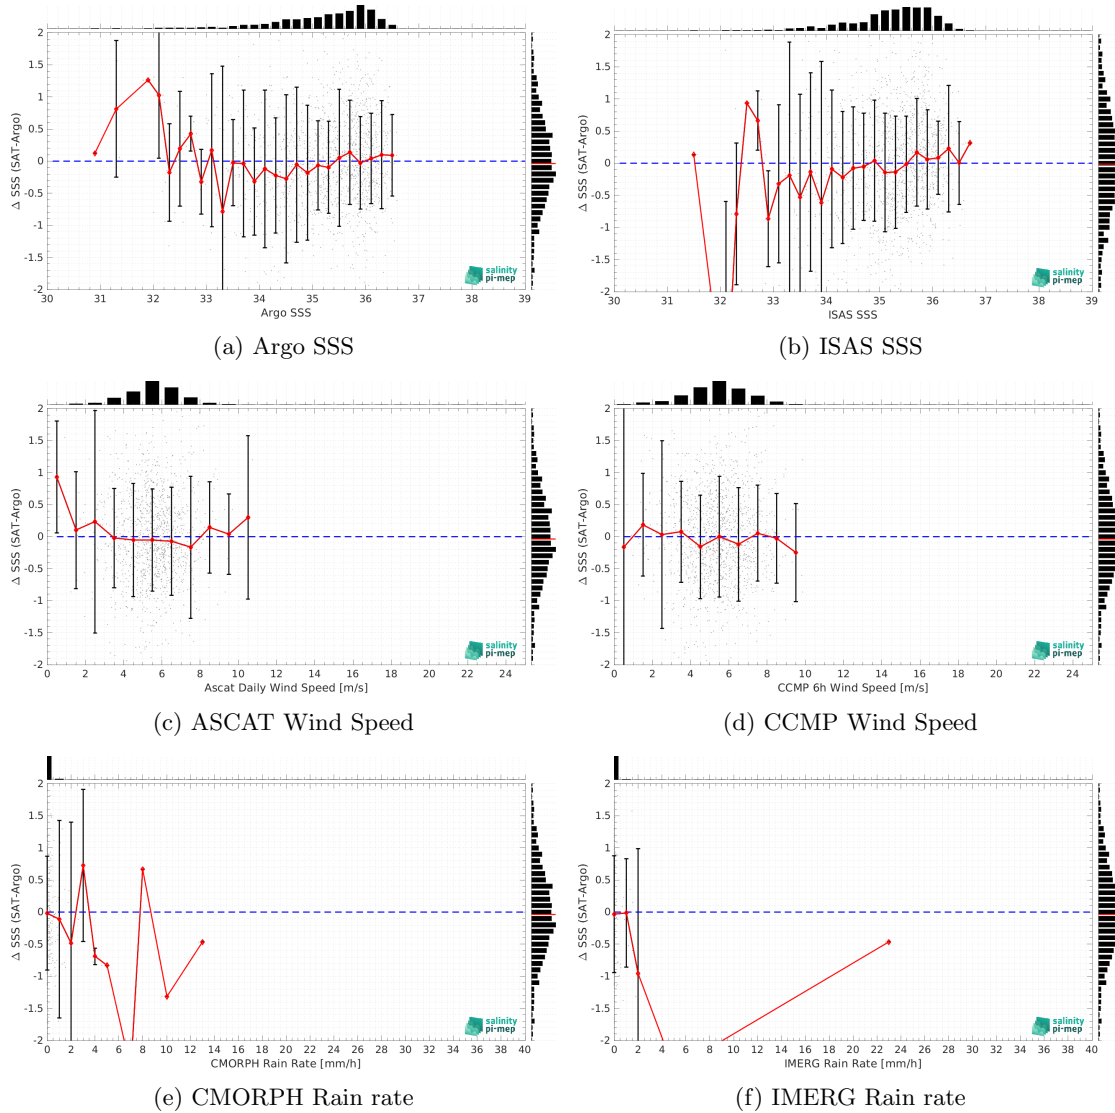 2
1.5
1
0.5
0
-0.5
-1
-1.5
-2
Δ SSS (SAT-Argo)
salinity
pi-mep
30 31 32 33 34 35 36 37 38 39
Argo SSS
(a) Argo SSS
2
1.5
1
0.5
0
-0.5
-1
-1.5
-2
Δ SSS (SAT-Argo)
salinity
pi-mep
30 31 32 33 34 35 36 37 38 39
ISAS SSS
(b) ISAS SSS
2
1.5
1
0.5
0
-0.5
-1
-1.5
-2
Δ SSS (SAT-Argo)
salinity
pi-mep
0 2 4 6 8 10 12 14 16 18 20 22 24
Ascat Daily Wind Speed [m/s]
(c) ASCAT Wind Speed
2
1.5
1
0.5
0
-0.5
-1
-1.5
-2
Δ SSS (SAT-Argo)
salinity
pi-mep
0 2 4 6 8 10 12 14 16 18 20 22 24
CCMP 6h Wind Speed [m/s]
(d) CCMP Wind Speed
2
1.5
1
0.5
0
-0.5
-1
-1.5
-2
Δ SSS (SAT-Argo)
salinity
pi-mep
0 2 4 6 8 10 12 14 16 18 20 22 24 26 28 30 32 34 36 38 40
CMORPH Rain Rate [mm/h]
(e) CMORPH Rain rate
2
1.5
1
0.5
0
-0.5
-1
-1.5
-2
Δ SSS (SAT-Argo)
salinity
pi-mep
0 2 4 6 8 10 12 14 16 18 20 22 24 26 28 30 32 34 36 38 40
IMERG Rain Rate [mm/h]
(f) IMERG Rain rate